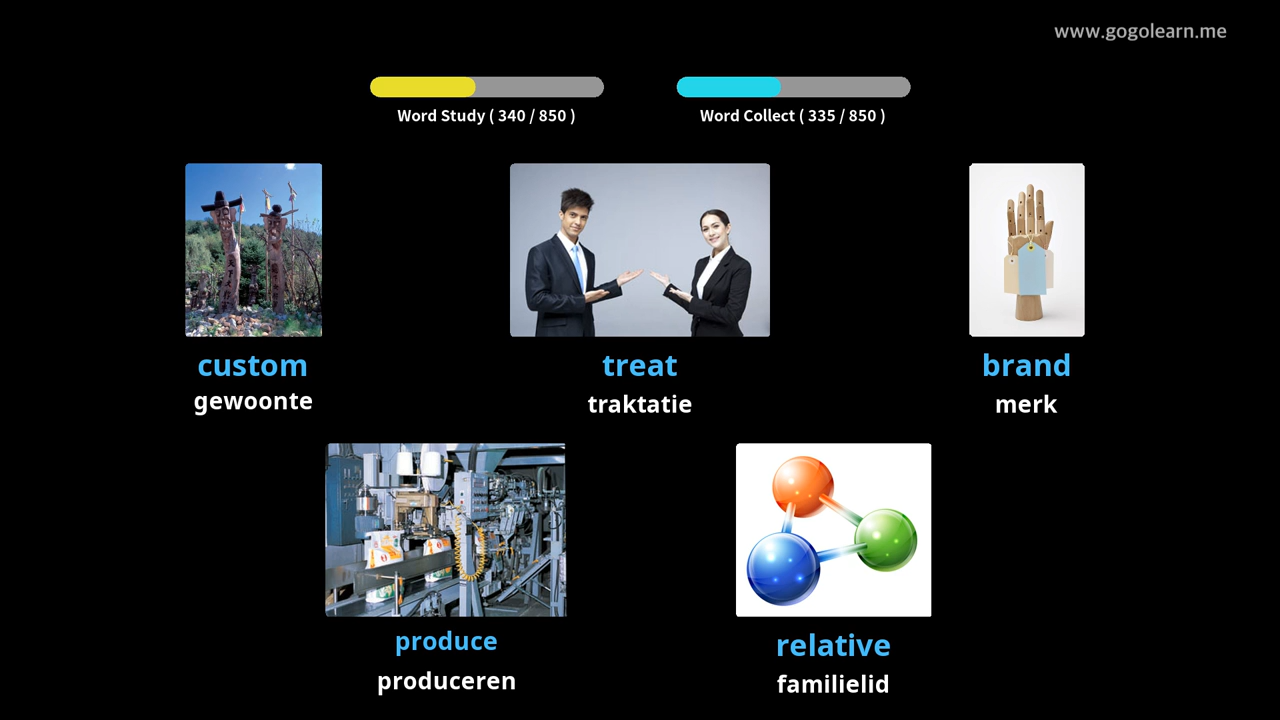 www.gogolearn.me
Word Study ( 340 / 850 )
Word Collect ( 335 / 850 )
custom
gewoonte
treat
traktatie
brand
merk
produce
produceren
relative
familielid